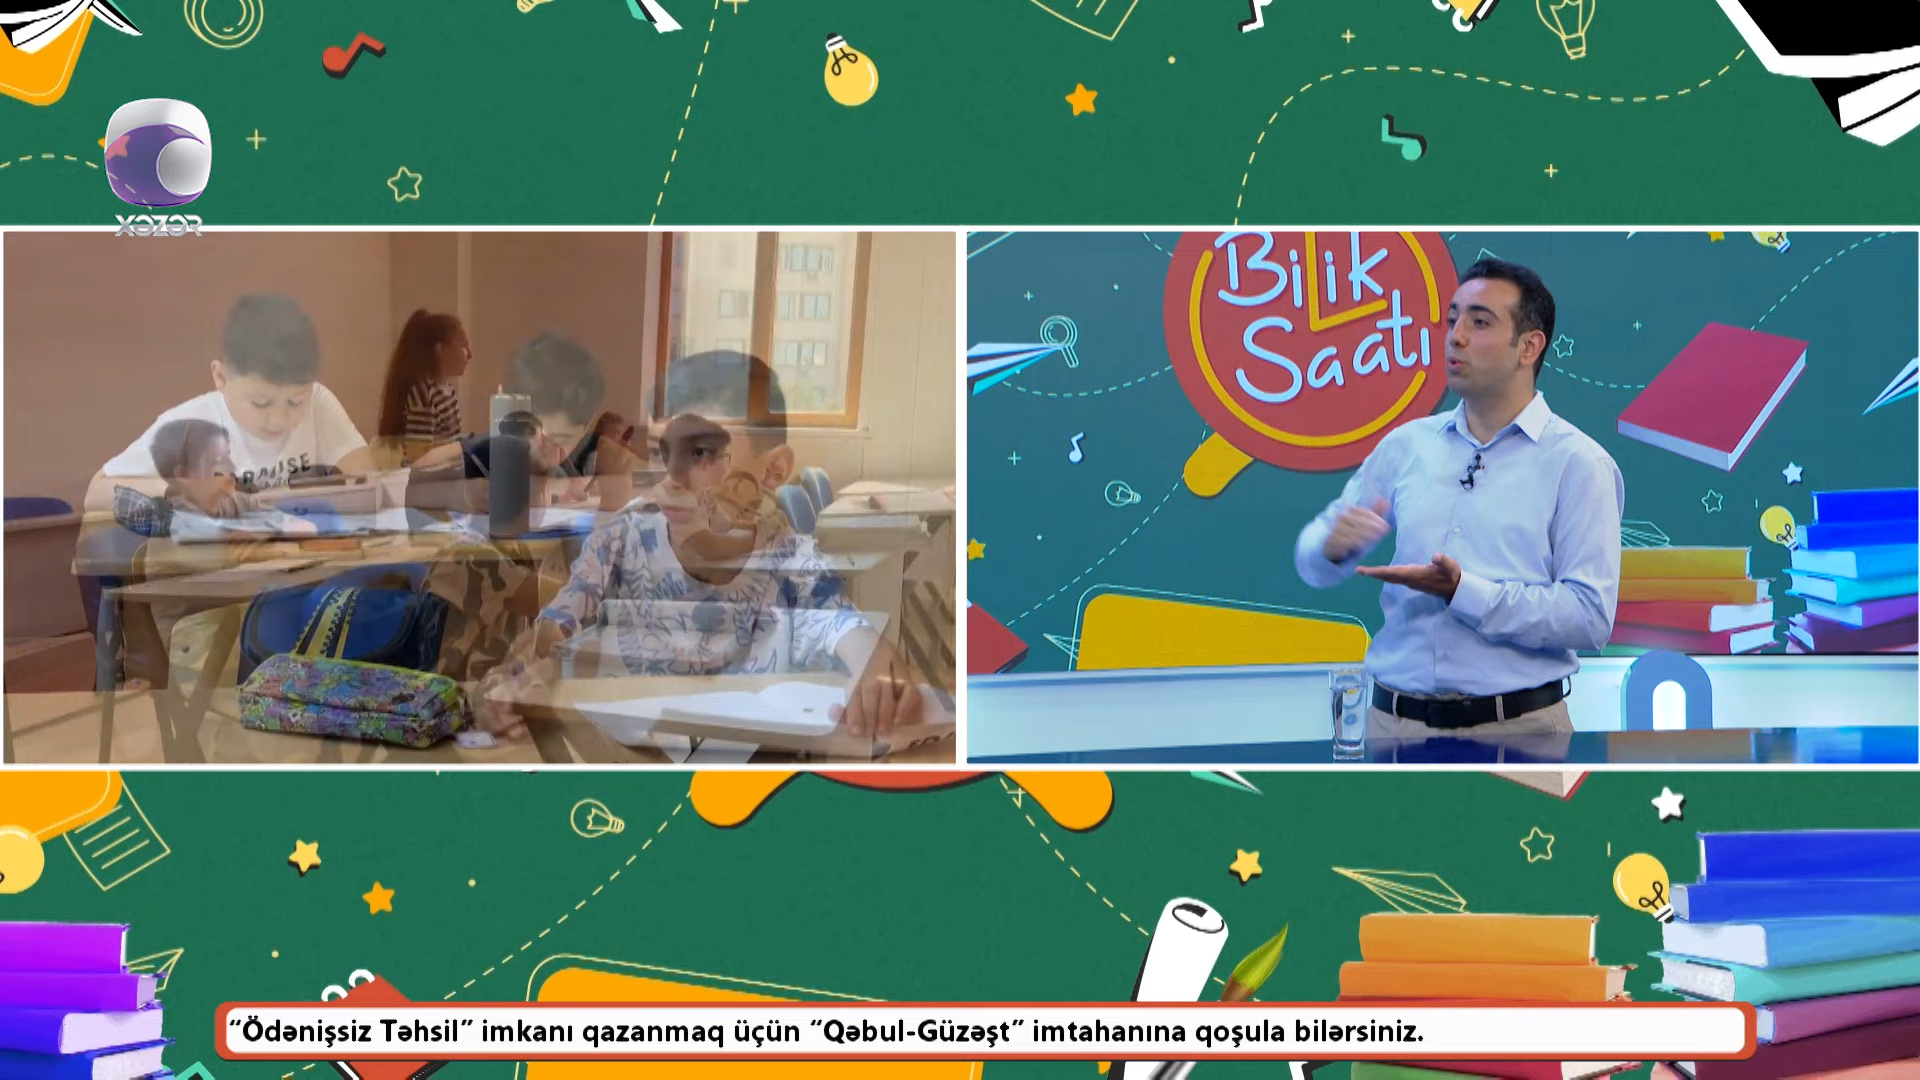 XƏZƏR
Bilik
Saatı
“Ödənişsiz Təhsil” imkanı qazanmaq üçün “Qəbul-Güzəşt” imtahanına qoşula bilərsiniz.